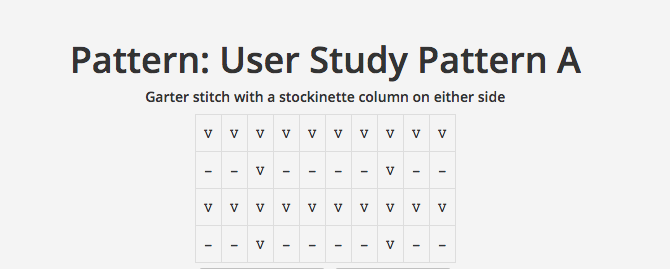 Pattern: User Study Pattern A
Garter stitch with a stockinette column on either side
v v v v v v v v v v
– – v – – – – v – –
v v v v v v v v v v
– – v – – – – v – –